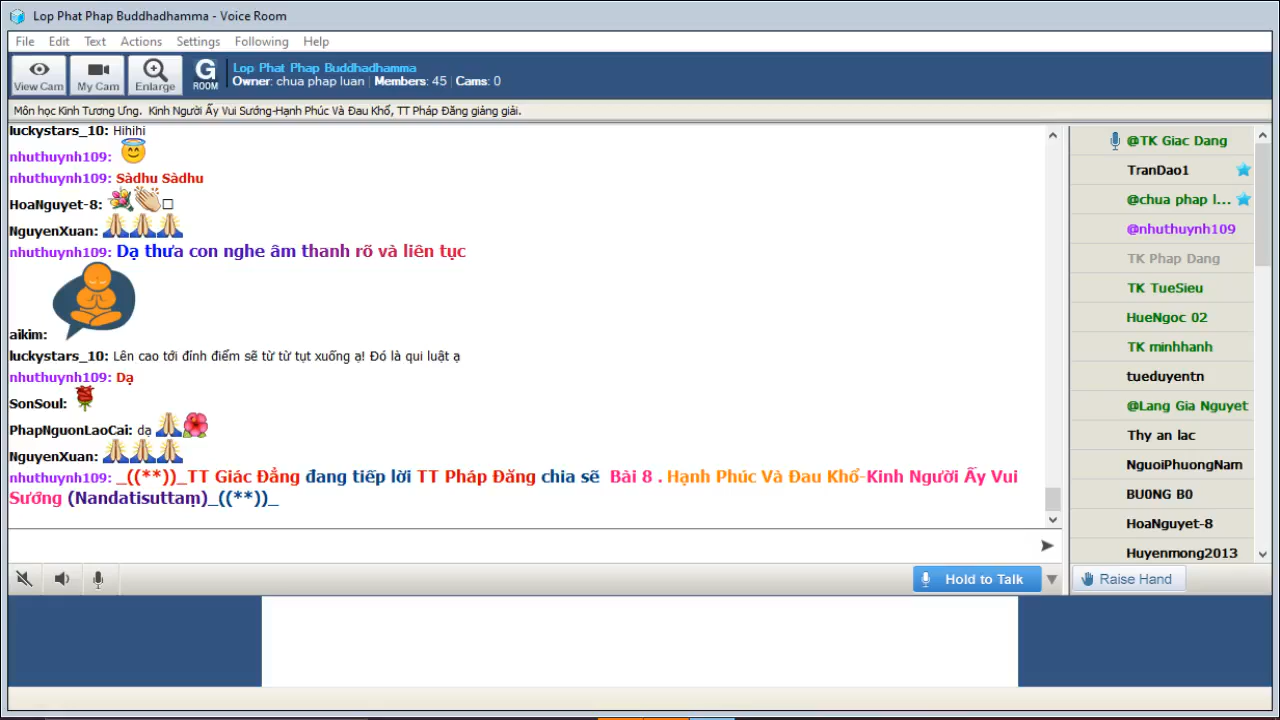 Lop Phat Phap Buddhadhamma - Voice Room
File Edit Text Actions Settings Following Help
View Cam My Cam Enlarge G ROOM
Lop Phat Phap Buddhadhamma
Owner: chua phap luan | Members: 45 | Cams: 0
Môn học Kinh Tương Ưng. Kinh Người Ấy Vui Sướng-Hạnh Phúc Và Đau Khổ, TT Pháp Đăng giảng giải.
luckystars_10: Hihihi
nhuthuynh109:
nhuthuynh109: Sàdhu Sàdhu
HoaNguyet-8:
NguyenXuan:
nhuthuynh109: Dạ thưa con nghe âm thanh rõ và liên tục
aikim:
luckystars_10: Lên cao tới đỉnh điểm sẽ từ từ tụt xuống ạ! Đó là qui luật ạ
nhuthuynh109: Dạ
SonSoul:
PhapNguonLaoCai: dạ
NguyenXuan:
nhuthuynh109: _((**))_TT Giác Đẳng đang tiếp lời TT Pháp Đăng chia sẽ Bài 8 . Hạnh Phúc Và Đau Khổ-Kinh Người Ấy Vui
Sướng (Nandatisuttaṃ)_((**))_
@TK Giac Dang
TranDao1
@chua phap l...
@nhuthuynh109
TK Phap Dang
TK TueSieu
HueNgoc 02
TK minhhanh
tueduyentn
@Lang Gia Nguyet
Thy an lac
NguoiPhuongNam
BU0NG B0
HoaNguyet-8
Huyenmong2013
Hold to Talk
Raise Hand